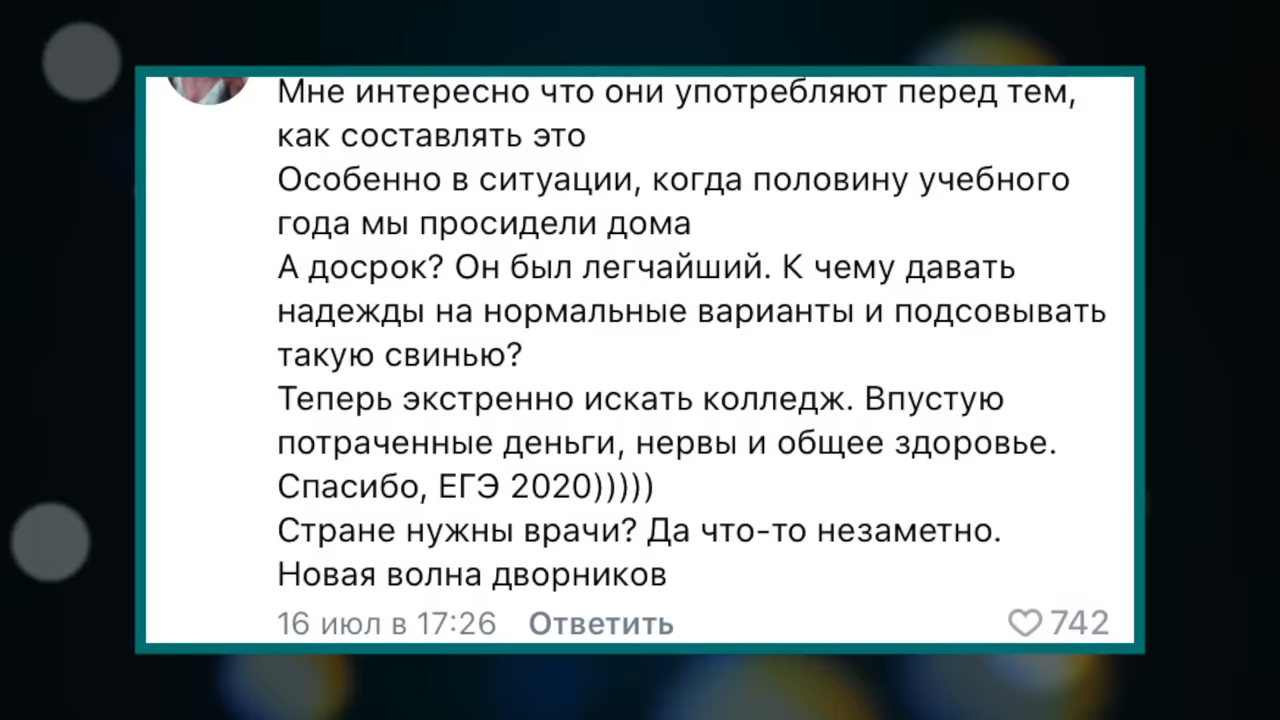 Мне интересно что они употребляют перед тем,
как составлять это
Особенно в ситуации, когда половину учебного
года мы просидели дома
А досрок? Он был легчайший. К чему давать
надежды на нормальные варианты и подсовывать
такую свинью?
Теперь экстренно искать колледж. Впустую
потраченные деньги, нервы и общее здоровье.
Спасибо, ЕГЭ 2020)))))
Стране нужны врачи? Да что-то незаметно.
Новая волна дворников
16 июл в 17:26 Ответить 742